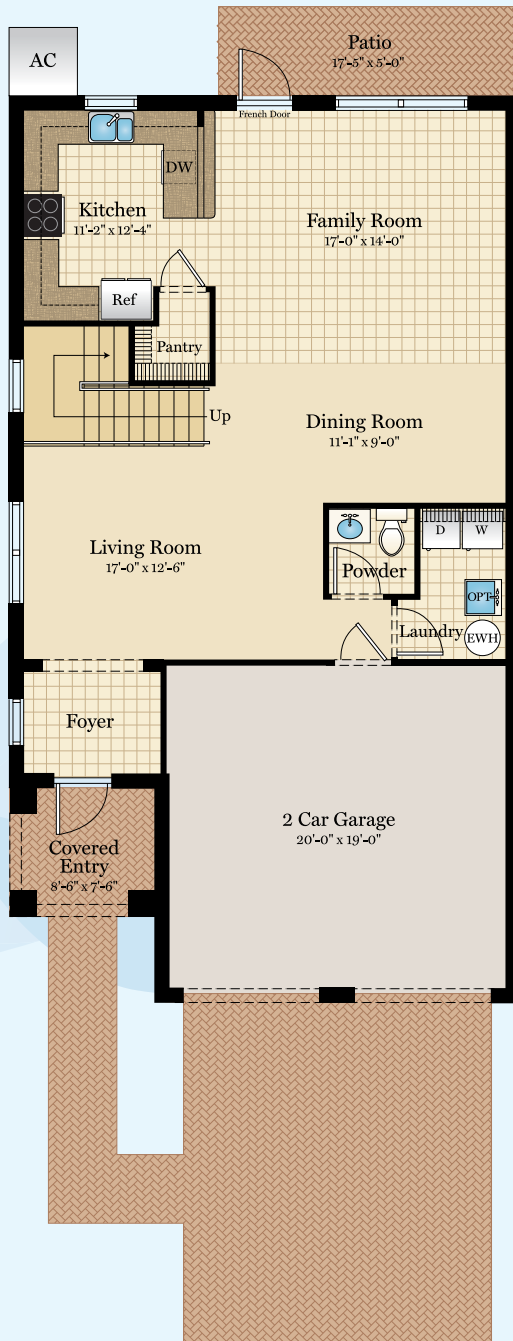 AC
Patio
17'-5" x 5'-0"
French Door
DW
Kitchen
11'-2" x 12'-4"
Family Room
17'-0" x 14'-0"
Ref
Pantry
Up
Dining Room
11'-1" x 9'-0"
D
W
Living Room
17'-0" x 12'-6"
Powder
OPT
Laundry
EWH
Foyer
2 Car Garage
20'-0" x 19'-0"
Covered
Entry
8'-6" x 7'-6"